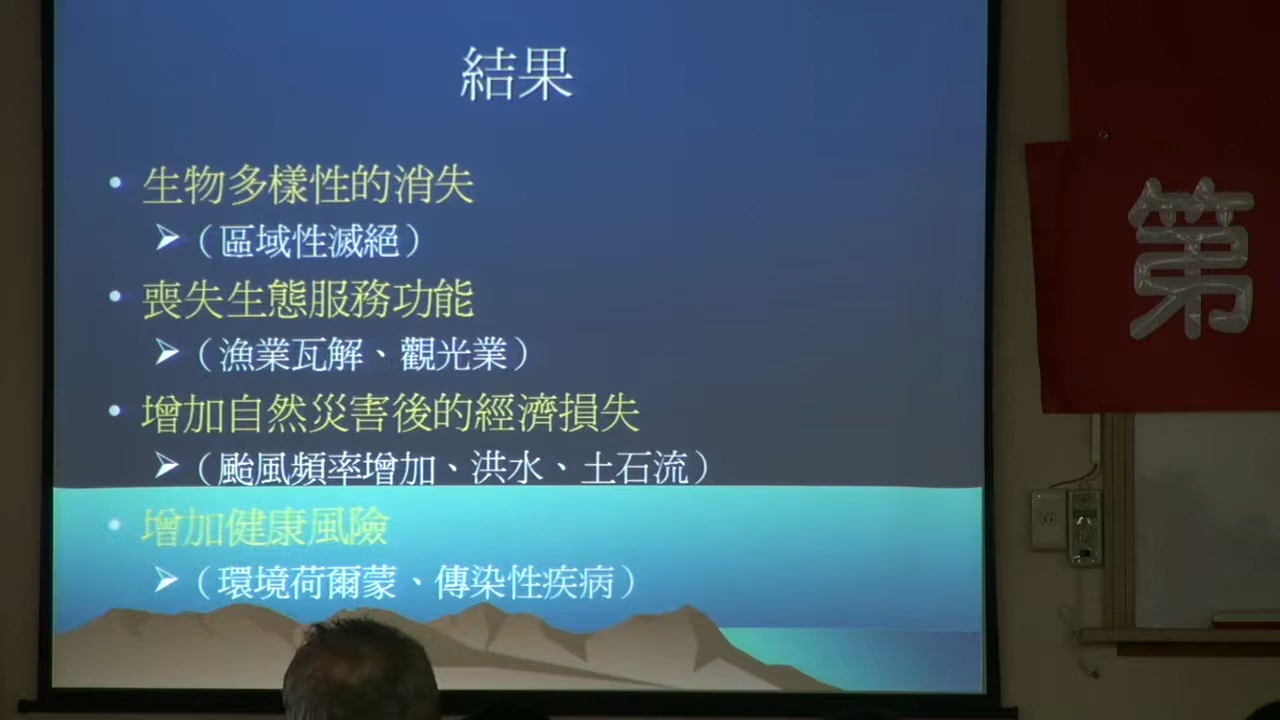 結果
• 生物多樣性的消失
➢（區域性滅絕）
• 喪失生態服務功能
➢（漁業瓦解、觀光業）
• 增加自然災害後的經濟損失
➢（颱風頻率增加、洪水、土石流）
• 增加健康風險
➢（環境荷爾蒙、傳染性疾病）
第